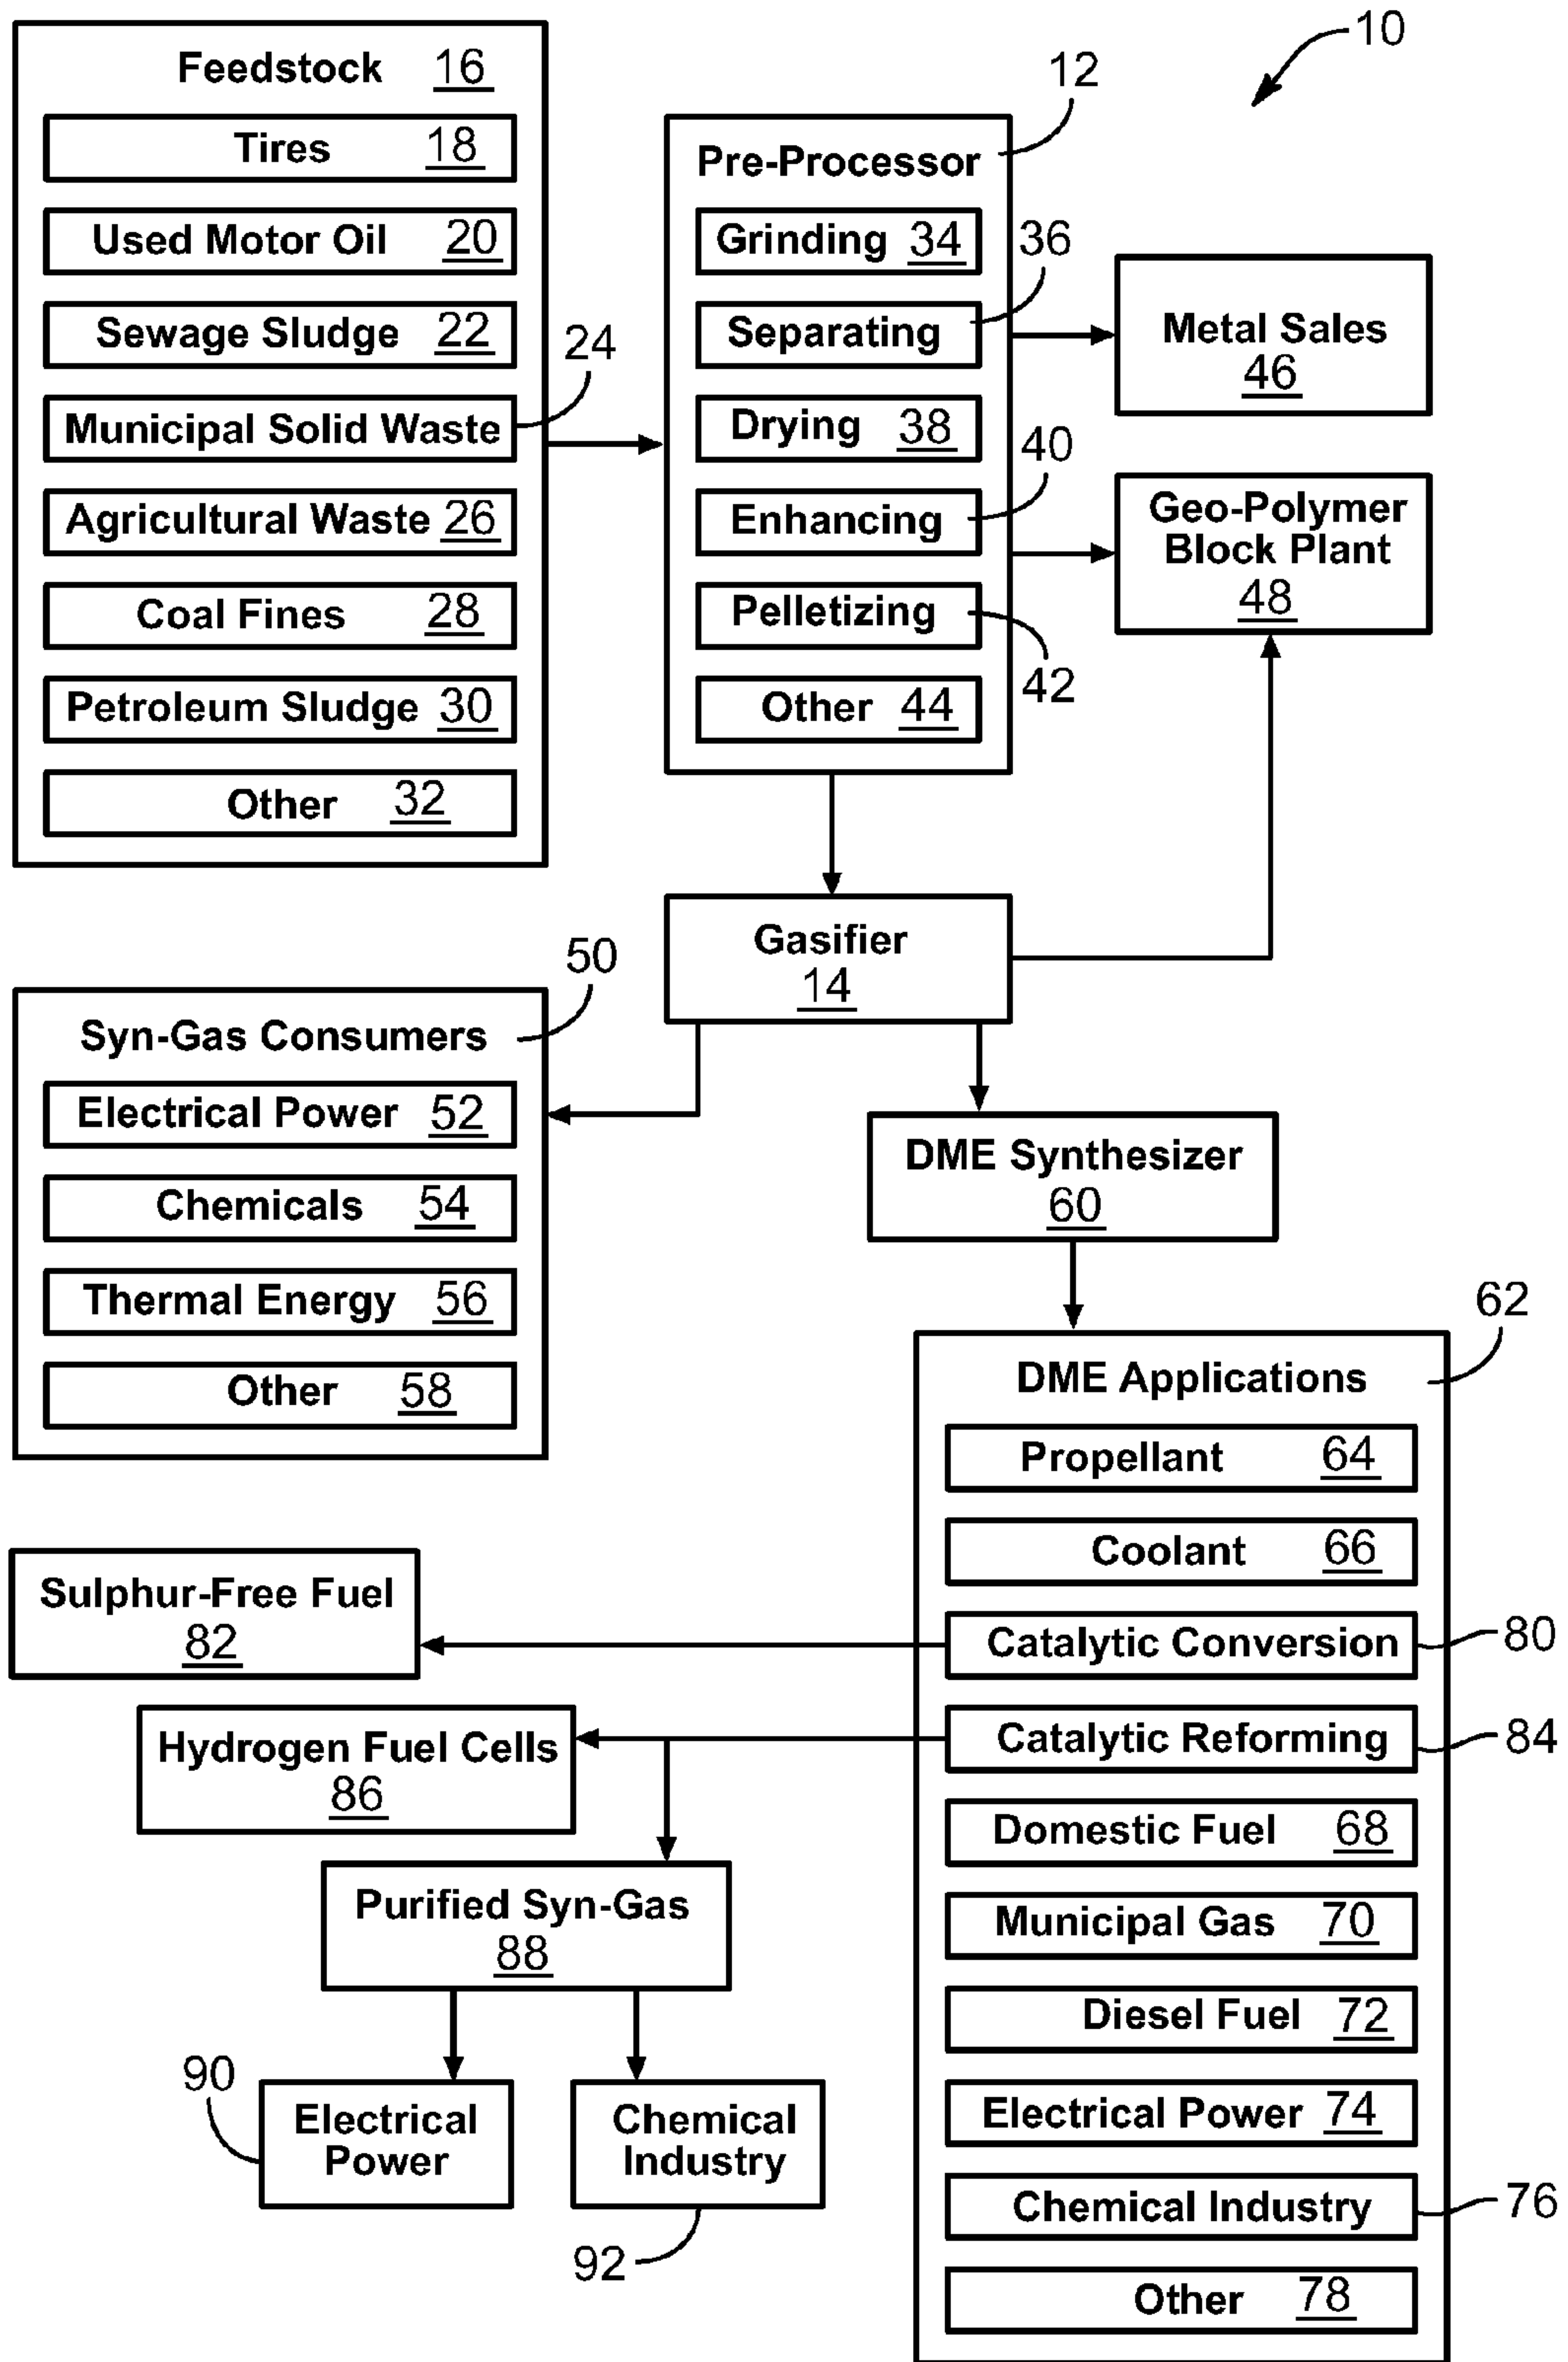 10
Feedstock 16
Tires 18
Used Motor Oil 20
Sewage Sludge 22
Municipal Solid Waste
24
Agricultural Waste 26
Coal Fines 28
Petroleum Sludge 30
Other 32
12
Pre-Processor
Grinding 34
36
Separating
Drying 38
40
Enhancing
Pelletizing
42
Other 44
Metal Sales
46
Geo-Polymer
Block Plant
48
Gasifier
14
50
Syn-Gas Consumers
Electrical Power 52
Chemicals 54
Thermal Energy 56
Other 58
DME Synthesizer
60
62
DME Applications
Propellant 64
Coolant 66
Catalytic Conversion 80
Catalytic Reforming 84
Domestic Fuel 68
Municipal Gas 70
Diesel Fuel 72
Electrical Power 74
Chemical Industry 76
Other 78
Sulphur-Free Fuel
82
Hydrogen Fuel Cells
86
Purified Syn-Gas
88
90
Electrical
Power
Chemical
Industry
92